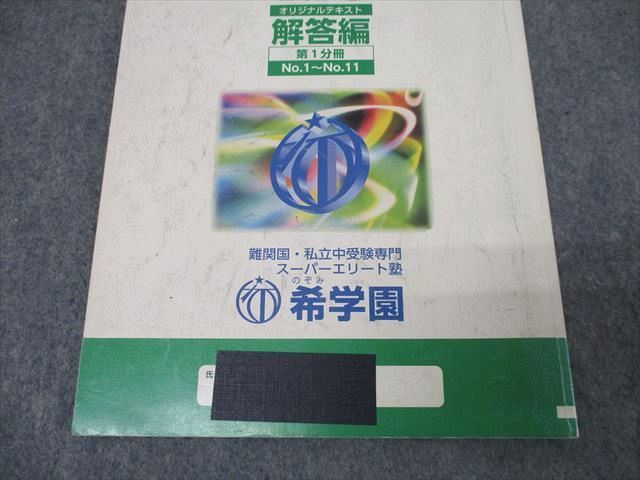 オリジナルテキスト
解答編
第1分冊
No.1〜No.11
難関国・私立中受験専門
スーパーエリート塾
のぞみ
希学園
氏